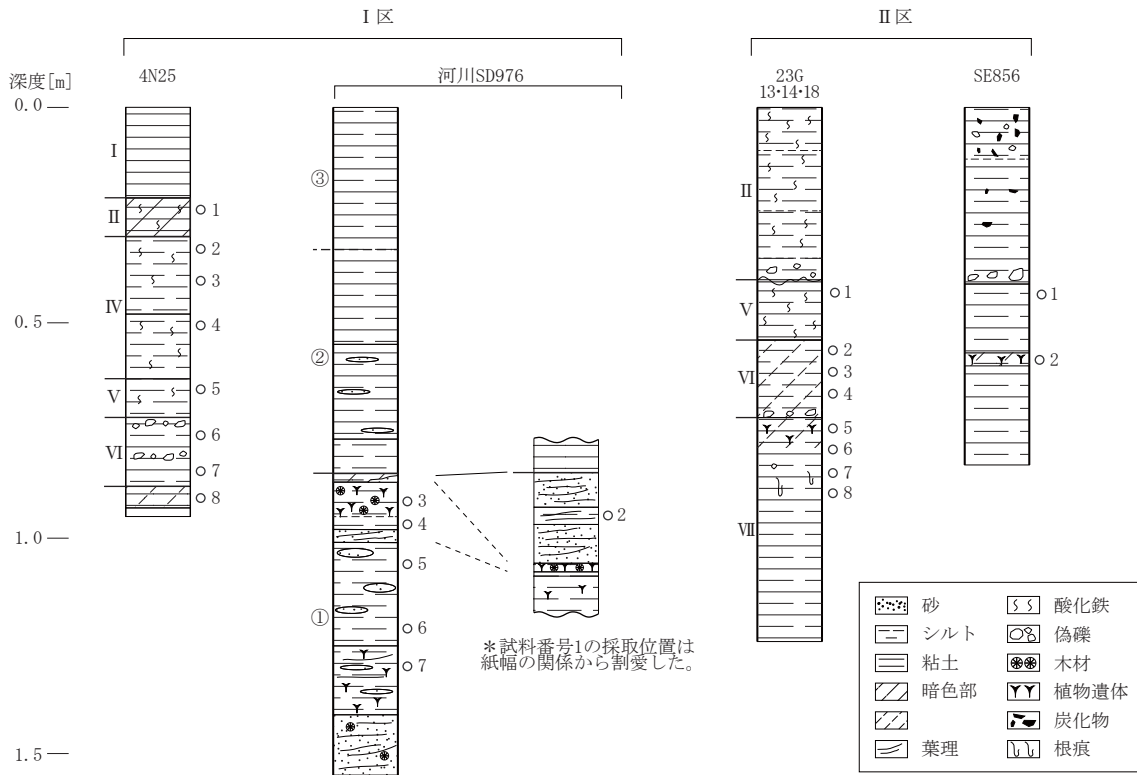 Ⅰ区
Ⅱ区
深度[m]
4N25
河川SD976
23G
13・14・18
SE856
0.0
0.5
1.0
1.5
Ⅰ
Ⅱ
Ⅳ
Ⅴ
Ⅵ
1
2
3
4
5
6
7
8
③
②
①
3
4
5
6
7
2
＊試料番号1の採取位置は
紙幅の関係から割愛した。
Ⅱ
Ⅴ
Ⅵ
Ⅶ
1
2
3
4
5
6
7
8
1
2
砂
シルト
粘土
暗色部
葉理
酸化鉄
偽礫
木材
植物遺体
炭化物
根痕